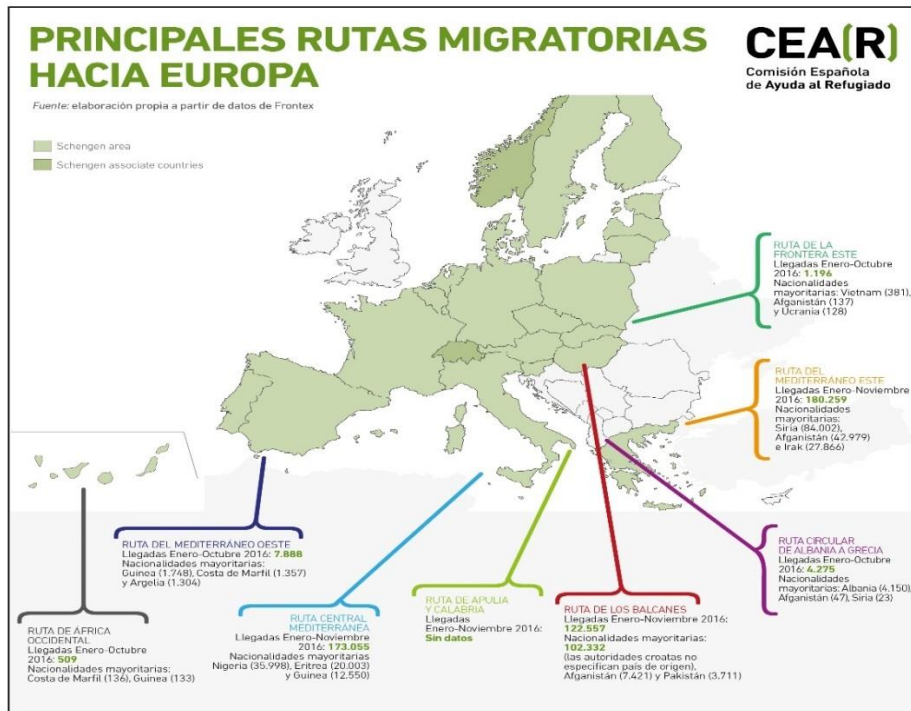 PRINCIPALES RUTAS MIGRATORIAS
HACIA EUROPA
Fuente: elaboración propia a partir de datos de Frontex
CEA(R)
Comisión Española
de Ayuda al Refugiado
Schengen area
Schengen associate countries
RUTA DE LA
FRONTERA ESTE
Llegadas Enero-Octubre
2016: 1.196
Nacionalidades
mayoritarias: Vietnam (381),
Afganistán (137)
y Ucrania (128)
RUTA DEL
MEDITERRÁNEO ESTE
Llegadas Enero-Noviembre
2016: 180.259
Nacionalidades
mayoritarias:
Siria (84.002),
Afganistán (42.979)
e Irak (27.866)
RUTA CIRCULAR
DE ALBANIA A GRECIA
Llegadas Enero-Octubre
2016: 4.275
Nacionalidades
mayoritarias: Albania (4.150),
Afganistán (47), Siria (23)
RUTA DEL MEDITERRÁNEO OESTE
Llegadas Enero-Octubre 2016: 7.888
Nacionalidades mayoritarias:
Guinea (1.748), Costa de Marfil (1.357)
y Argelia (1.304)
RUTA DE ÁFRICA
OCCIDENTAL
Llegadas Enero-Octubre
2016: 509
Nacionalidades mayoritarias:
Costa de Marfil (136), Guinea (133)
RUTA CENTRAL
MEDITERRÁNEA
Llegadas Enero-Noviembre
2016: 173.055
Nacionalidades mayoritarias
Nigeria (35.998), Eritrea (20.003)
y Guinea (12.550)
RUTA DE APULIA
Y CALABRIA
Llegadas
Enero-Noviembre 2016:
Sin datos
RUTA DE LOS BALCANES
Llegadas Enero-Noviembre 2016:
122.557
Nacionalidades mayoritarias:
102.332
(las autoridades croatas no
especifican país de origen),
Afganistán (7.421) y Pakistán (3.711)